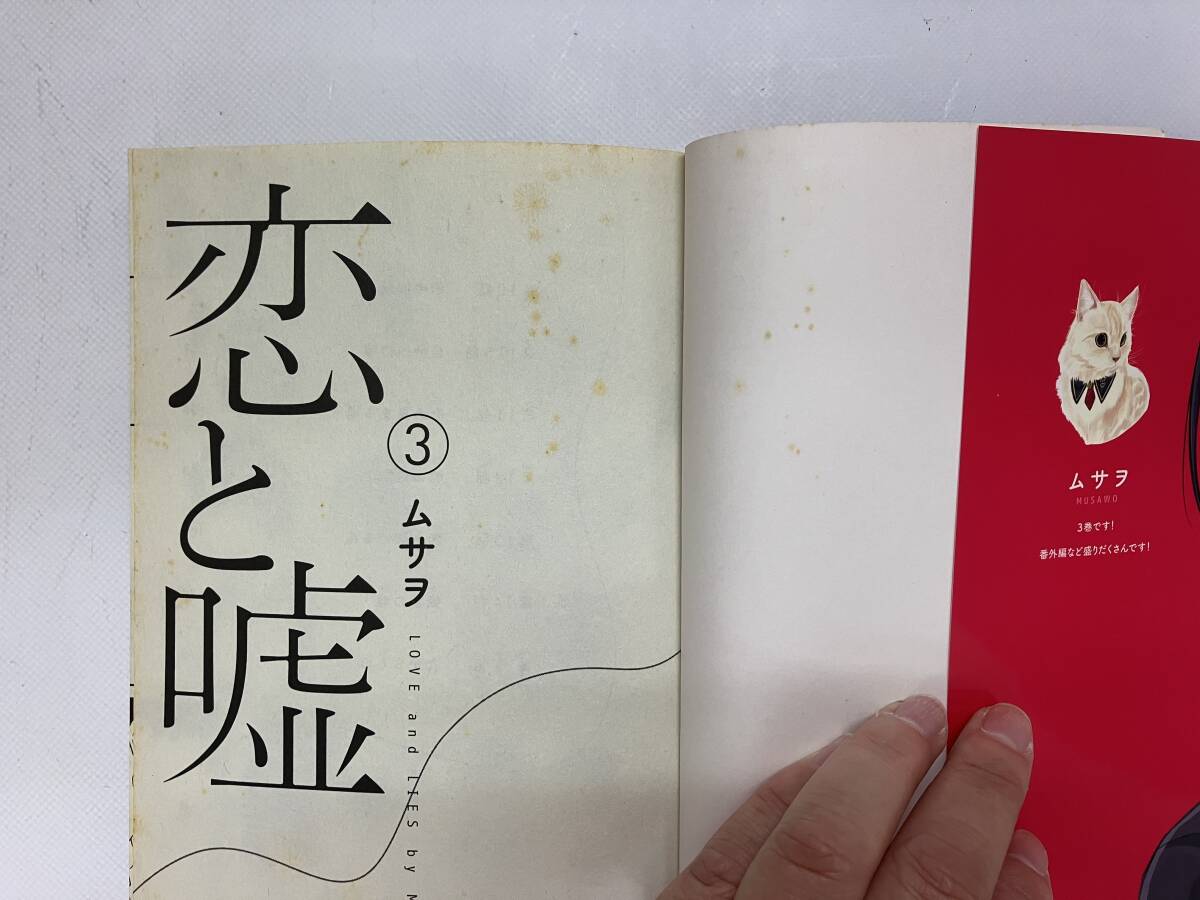 恋と嘘
③
ムサヲ
LOVE and LIES by M
ムサヲ
MUSAWO
3巻です!
番外編など盛りだくさんです!